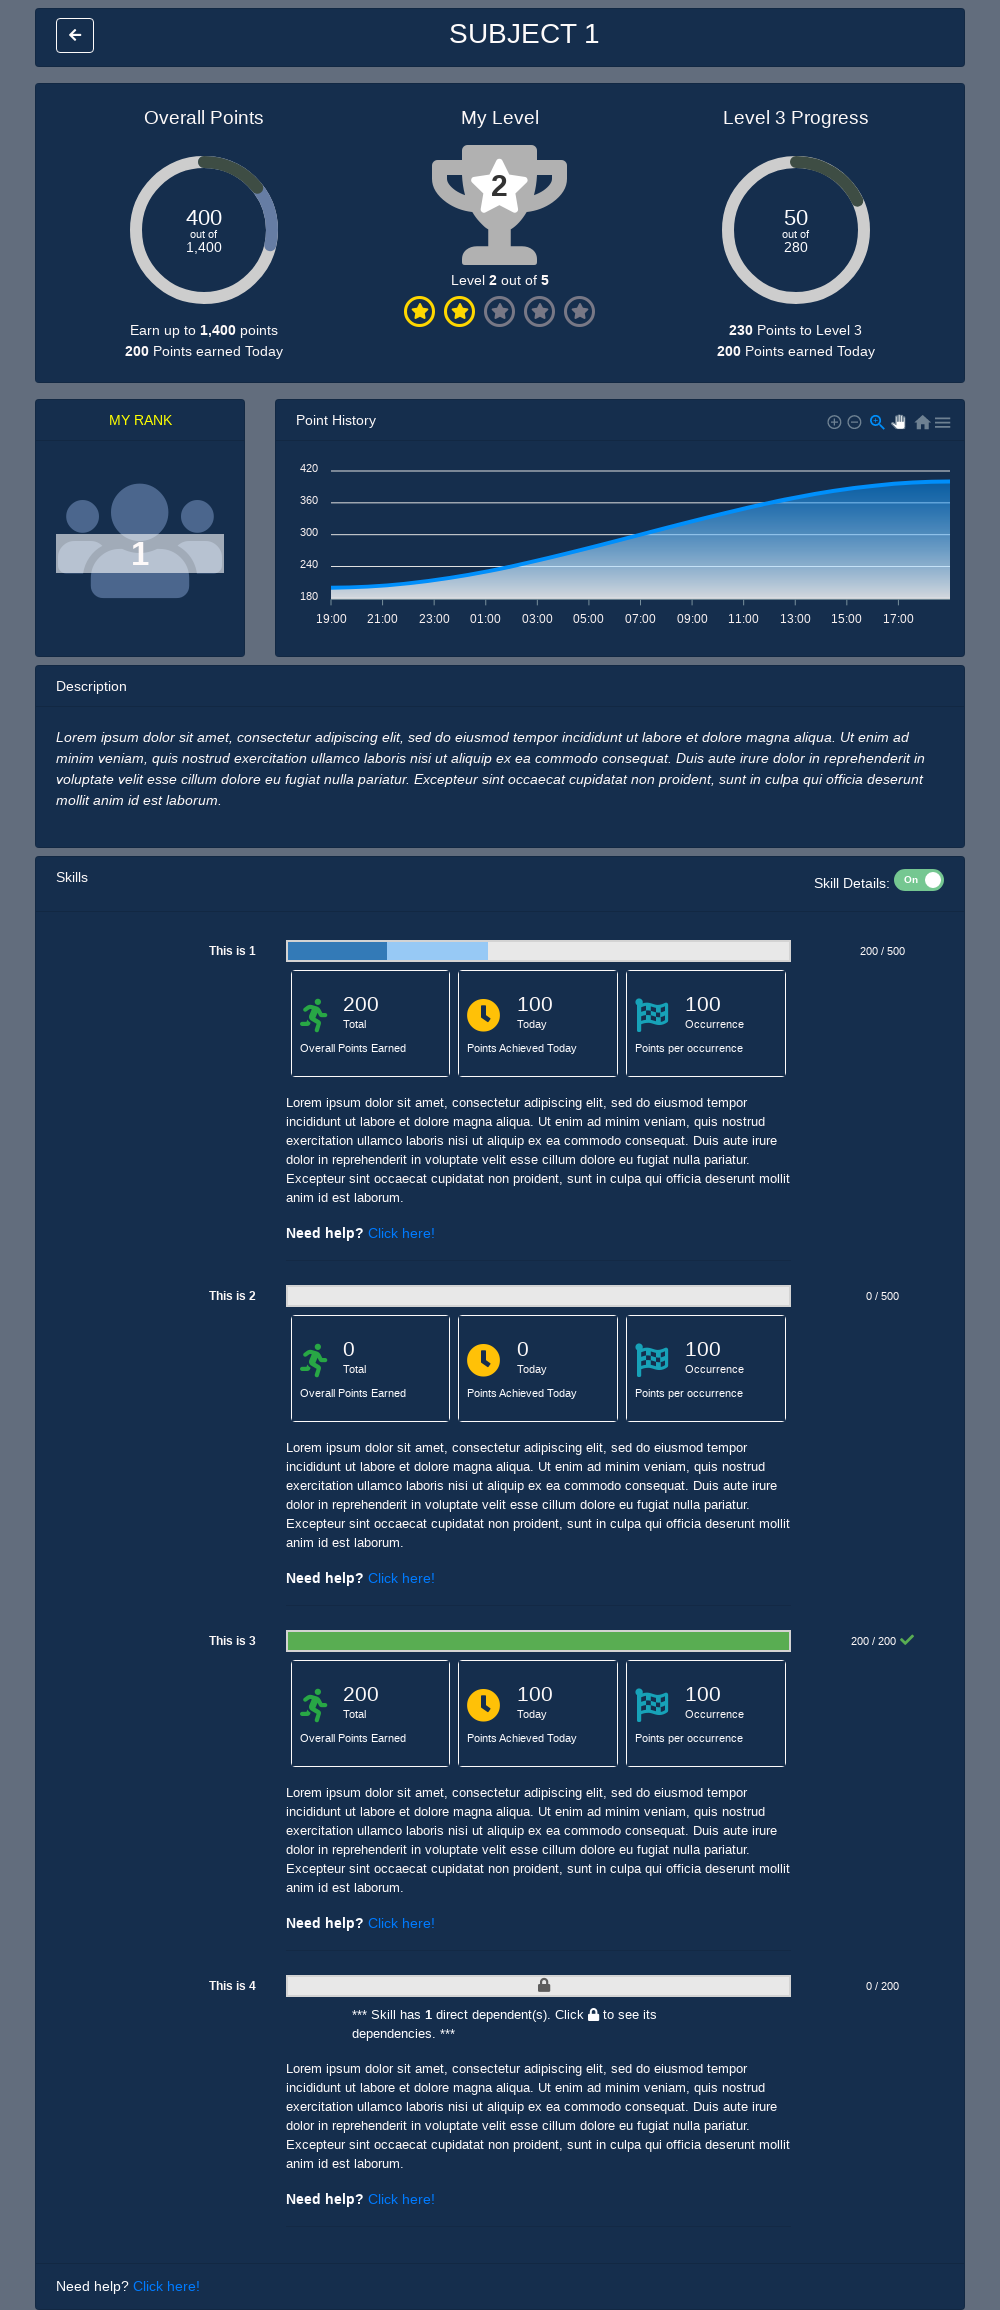 SUBJECT 1
Overall Points
400
out of
1,400
Earn up to 1,400 points
200 Points earned Today
My Level
2
Level 2 out of 5
Level 3 Progress
50
out of
280
230 Points to Level 3
200 Points earned Today
MY RANK
1
Point History
420
360
300
240
180
19:00 21:00 23:00 01:00 03:00 05:00 07:00 09:00 11:00 13:00 15:00 17:00
Description
Lorem ipsum dolor sit amet, consectetur adipiscing elit, sed do eiusmod tempor incididunt ut labore et dolore magna aliqua. Ut enim ad
minim veniam, quis nostrud exercitation ullamco laboris nisi ut aliquip ex ea commodo consequat. Duis aute irure dolor in reprehenderit in
voluptate velit esse cillum dolore eu fugiat nulla pariatur. Excepteur sint occaecat cupidatat non proident, sunt in culpa qui officia deserunt
mollit anim id est laborum.
Skills
Skill Details: On
This is 1
200 / 500
200
Total
Overall Points Earned
100
Today
Points Achieved Today
100
Occurrence
Points per occurrence
Lorem ipsum dolor sit amet, consectetur adipiscing elit, sed do eiusmod tempor
incididunt ut labore et dolore magna aliqua. Ut enim ad minim veniam, quis nostrud
exercitation ullamco laboris nisi ut aliquip ex ea commodo consequat. Duis aute irure
dolor in reprehenderit in voluptate velit esse cillum dolore eu fugiat nulla pariatur.
Excepteur sint occaecat cupidatat non proident, sunt in culpa qui officia deserunt mollit
anim id est laborum.
Need help? Click here!
This is 2
0 / 500
0
Total
Overall Points Earned
0
Today
Points Achieved Today
100
Occurrence
Points per occurrence
Lorem ipsum dolor sit amet, consectetur adipiscing elit, sed do eiusmod tempor
incididunt ut labore et dolore magna aliqua. Ut enim ad minim veniam, quis nostrud
exercitation ullamco laboris nisi ut aliquip ex ea commodo consequat. Duis aute irure
dolor in reprehenderit in voluptate velit esse cillum dolore eu fugiat nulla pariatur.
Excepteur sint occaecat cupidatat non proident, sunt in culpa qui officia deserunt mollit
anim id est laborum.
Need help? Click here!
This is 3
200 / 200
200
Total
Overall Points Earned
100
Today
Points Achieved Today
100
Occurrence
Points per occurrence
Lorem ipsum dolor sit amet, consectetur adipiscing elit, sed do eiusmod tempor
incididunt ut labore et dolore magna aliqua. Ut enim ad minim veniam, quis nostrud
exercitation ullamco laboris nisi ut aliquip ex ea commodo consequat. Duis aute irure
dolor in reprehenderit in voluptate velit esse cillum dolore eu fugiat nulla pariatur.
Excepteur sint occaecat cupidatat non proident, sunt in culpa qui officia deserunt mollit
anim id est laborum.
Need help? Click here!
This is 4
0 / 200
*** Skill has 1 direct dependent(s). Click to see its
dependencies. ***
Lorem ipsum dolor sit amet, consectetur adipiscing elit, sed do eiusmod tempor
incididunt ut labore et dolore magna aliqua. Ut enim ad minim veniam, quis nostrud
exercitation ullamco laboris nisi ut aliquip ex ea commodo consequat. Duis aute irure
dolor in reprehenderit in voluptate velit esse cillum dolore eu fugiat nulla pariatur.
Excepteur sint occaecat cupidatat non proident, sunt in culpa qui officia deserunt mollit
anim id est laborum.
Need help? Click here!
Need help? Click here!